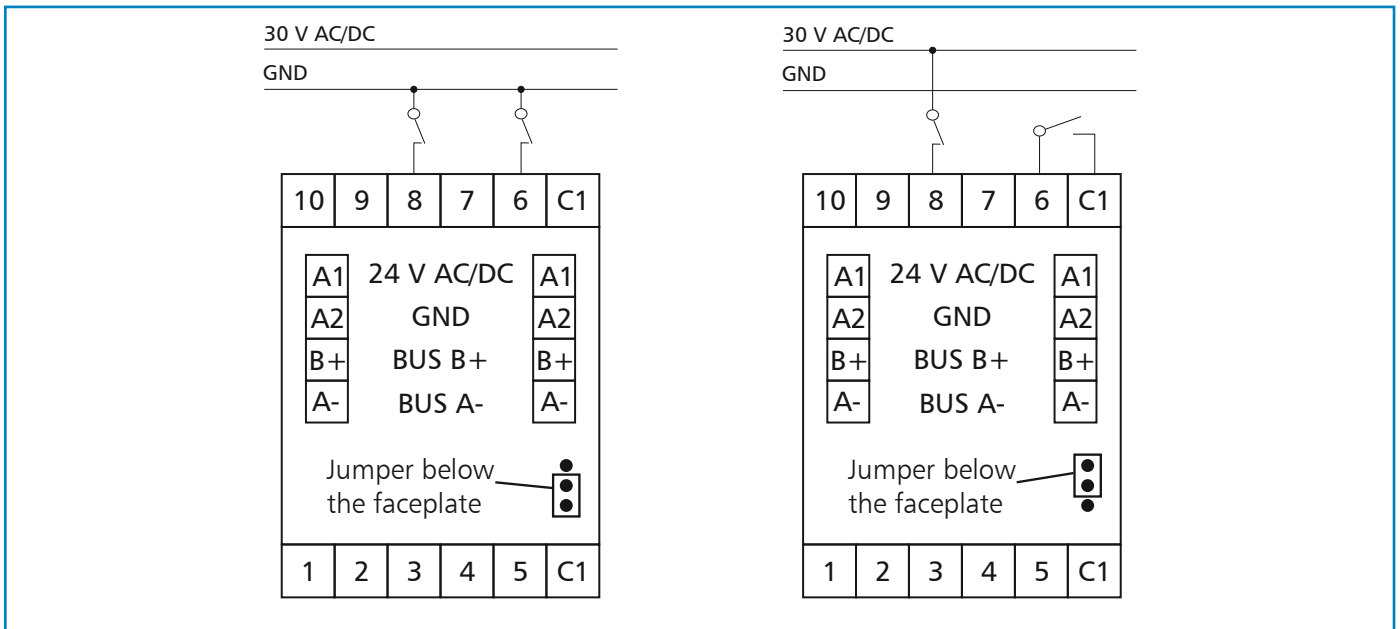 30 V AC/DC
GND
10 9 8 7 6 C1
A1 24 V AC/DC A1
A2 GND A2
B+ BUS B+ B+
A- BUS A- A-
Jumper below
the faceplate
1 2 3 4 5 C1
30 V AC/DC
GND
10 9 8 7 6 C1
A1 24 V AC/DC A1
A2 GND A2
B+ BUS B+ B+
A- BUS A- A-
Jumper below
the faceplate
1 2 3 4 5 C1